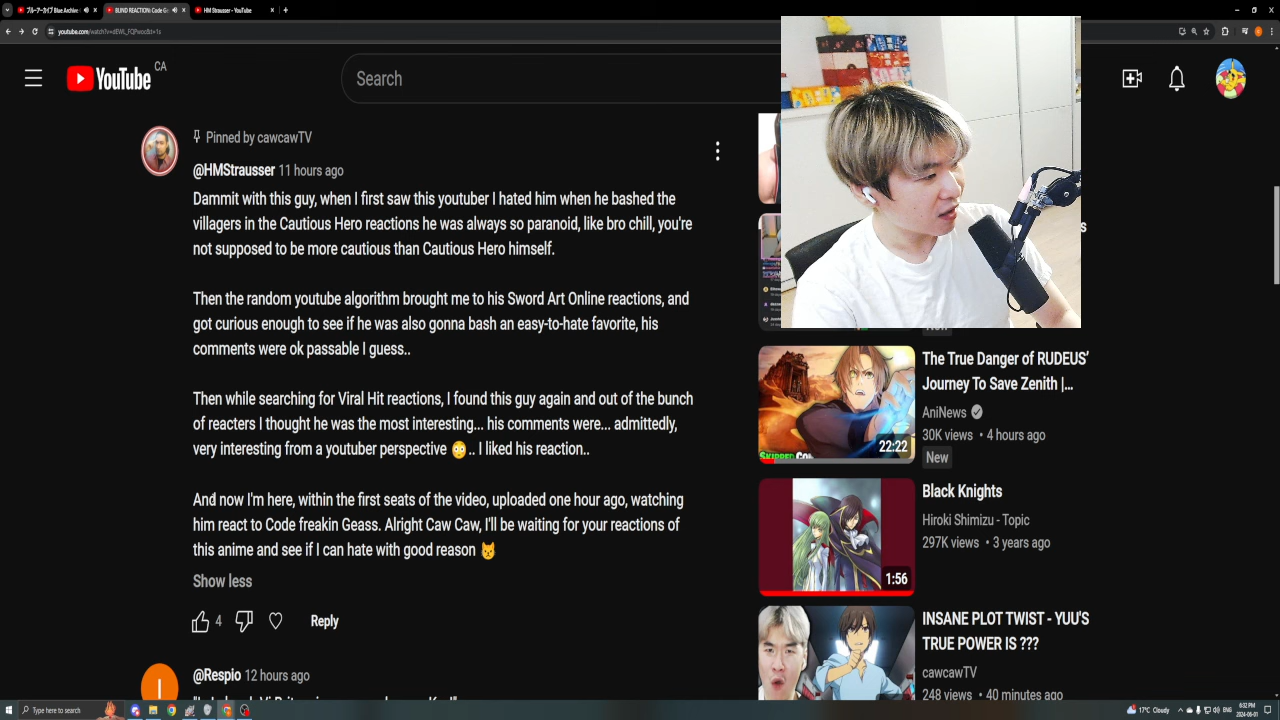 ブルーアーカイブ Blue Archive
BLIND REACTION: Code G
HM Strausser - YouTube
YouTube CA
Search
Pinned by cawcawTV
@HMStrausser 11 hours ago
Dammit with this guy, when I first saw this youtuber I hated him when he bashed the
villagers in the Cautious Hero reactions he was always so paranoid, like bro chill, you're
not supposed to be more cautious than Cautious Hero himself.
Then the random youtube algorithm brought me to his Sword Art Online reactions, and
got curious enough to see if he was also gonna bash an easy-to-hate favorite, his
comments were ok passable I guess..
Then while searching for Viral Hit reactions, I found this guy again and out of the bunch
of reacters I thought he was the most interesting... his comments were... admittedly,
very interesting from a youtuber perspective 😳.. I liked his reaction..
And now I'm here, within the first seats of the video, uploaded one hour ago, watching
him react to Code freakin Geass. Alright Caw Caw, I'll be waiting for your reactions of
this anime and see if I can hate with good reason 😼
Show less
4
Reply
@Respio 12 hours ago
The True Danger of RUDEUS'
Journey To Save Zenith |...
AniNews
30K views • 4 hours ago
New
22:22
Black Knights
Hiroki Shimizu - Topic
297K views • 3 years ago
1:56
INSANE PLOT TWIST - YUU'S
TRUE POWER IS ???
cawcawTV
248 views • 40 minutes ago
Type here to search
17°C Cloudy
ENG
6:32 PM
2024-06-01